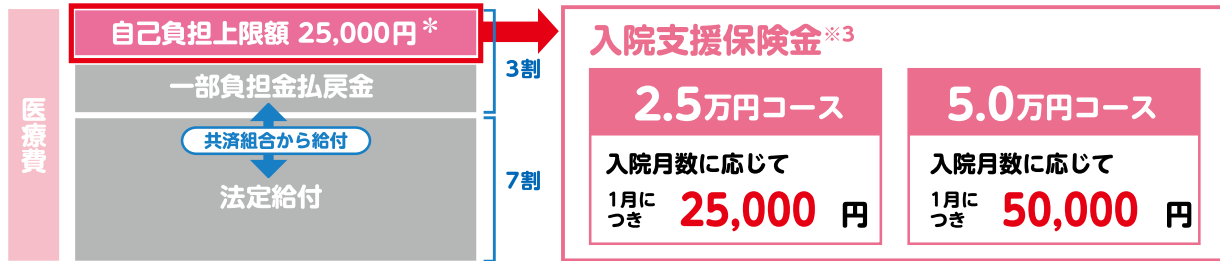 医療費
自己負担上限額 25,000円＊
一部負担金払戻金
共済組合から給付
法定給付
3割
7割
入院支援保険金※3
2.5万円コース
入院月数に応じて
1月に
つき 25,000 円
5.0万円コース
入院月数に応じて
1月に
つき 50,000 円